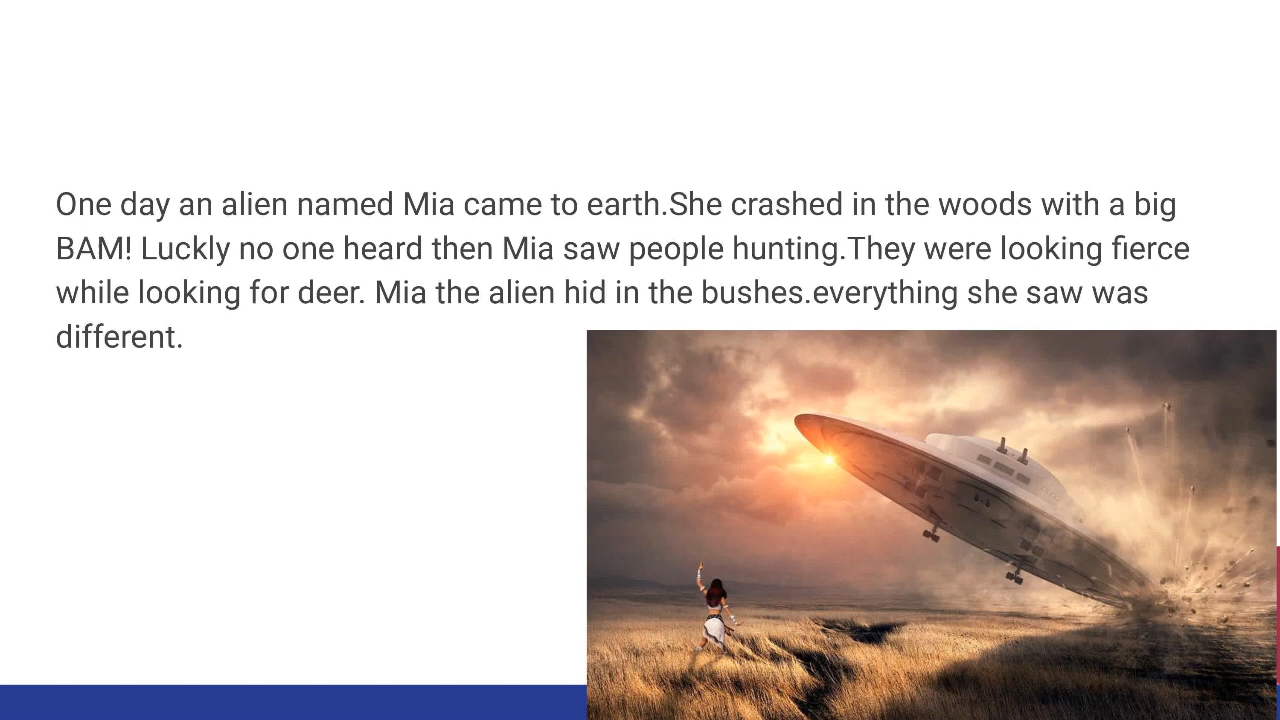 One day an alien named Mia came to earth.She crashed in the woods with a big
BAM! Luckly no one heard then Mia saw people hunting.They were looking fierce
while looking for deer. Mia the alien hid in the bushes.everything she saw was
different.